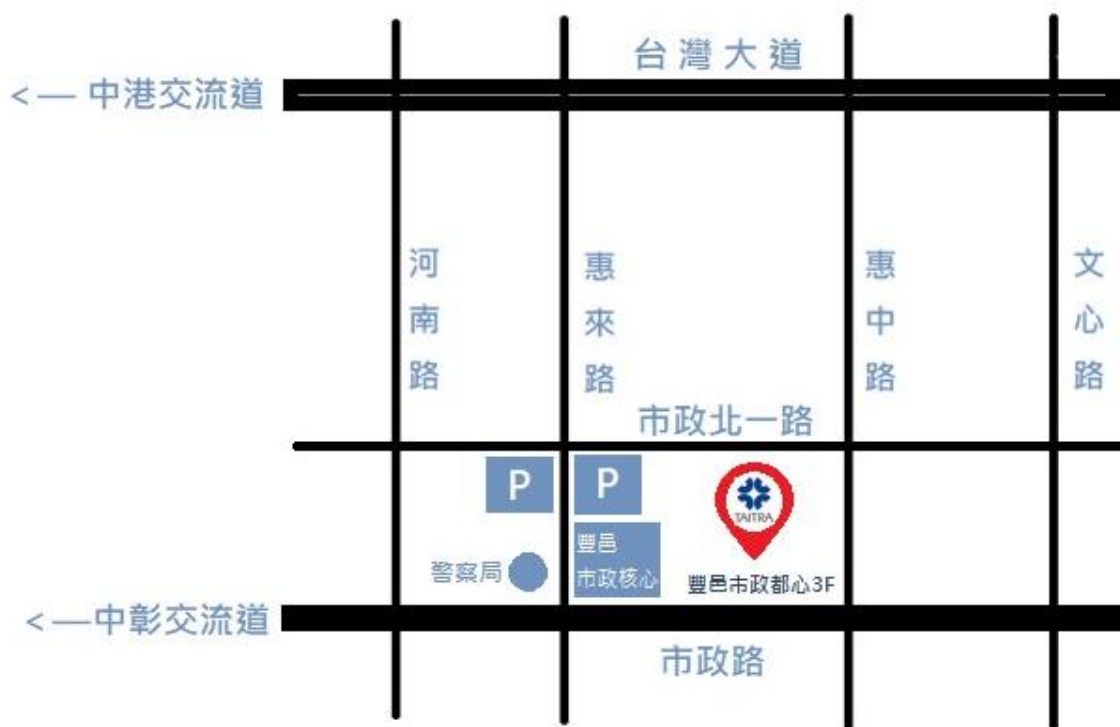 台灣大道
<— 中港交流道
河南路
惠來路
惠中路
文心路
市政北一路
P
P
TAITRA
豐邑
市政核心
警察局
豐邑市政都心3F
<—中彰交流道
市政路